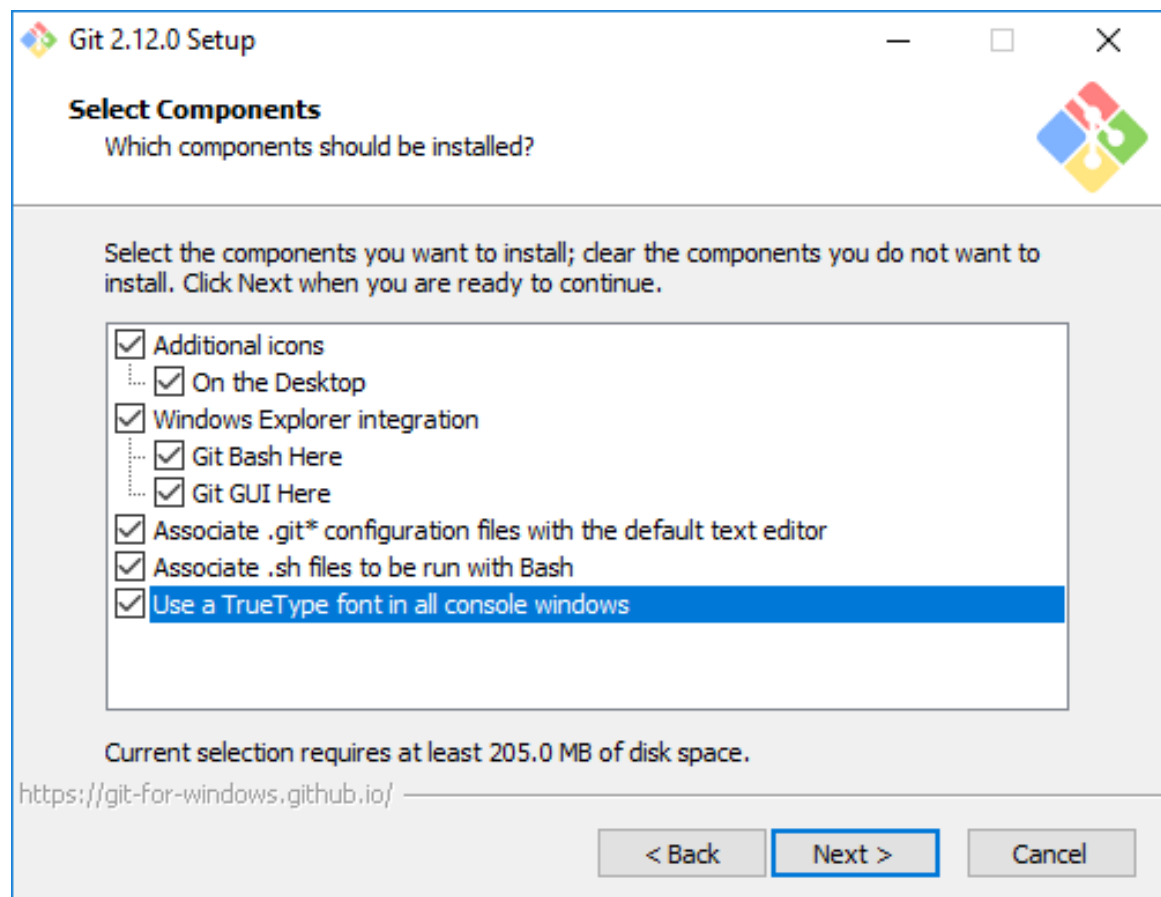 Git 2.12.0 Setup
Select Components
Which components should be installed?
Select the components you want to install; clear the components you do not want to
install. Click Next when you are ready to continue.
Additional icons
On the Desktop
Windows Explorer integration
Git Bash Here
Git GUI Here
Associate .git* configuration files with the default text editor
Associate .sh files to be run with Bash
Use a TrueType font in all console windows
Current selection requires at least 205.0 MB of disk space.
https://git-for-windows.github.io/
< Back
Next >
Cancel